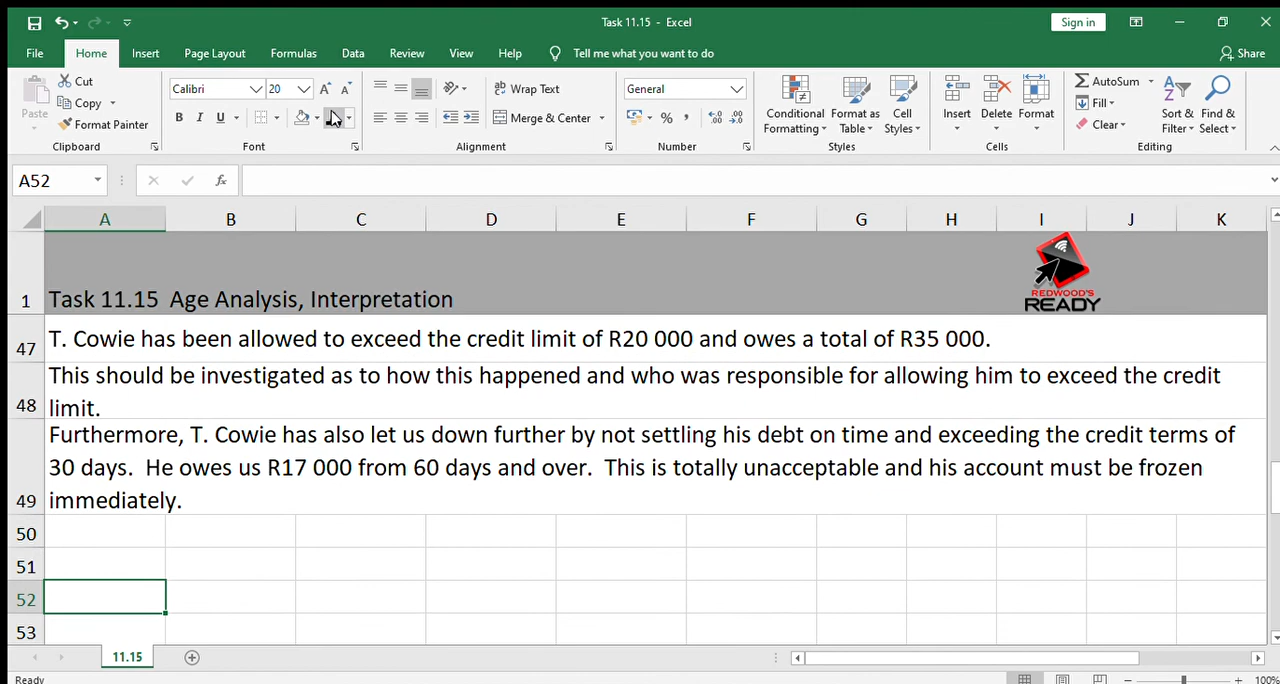 Task 11.15 - Excel
Sign in
File Home Insert Page Layout Formulas Data Review View Help Tell me what you want to do Share
Paste Cut Copy Format Painter Clipboard
Calibri 20 A A B I U Font
Wrap Text Merge & Center Alignment
General % , Number
Conditional Formatting Format as Table Cell Styles Styles
Insert Delete Format Cells
AutoSum Fill Clear Sort & Filter Find & Select Editing
A52 fx
A B C D E F G H I J K
REDWOOD'S
READY
1 Task 11.15 Age Analysis, Interpretation
47 T. Cowie has been allowed to exceed the credit limit of R20 000 and owes a total of R35 000.
This should be investigated as to how this happened and who was responsible for allowing him to exceed the credit
48 limit.
Furthermore, T. Cowie has also let us down further by not settling his debt on time and exceeding the credit terms of
30 days. He owes us R17 000 from 60 days and over. This is totally unacceptable and his account must be frozen
49 immediately.
50
51
52
53
11.15
Ready 100%